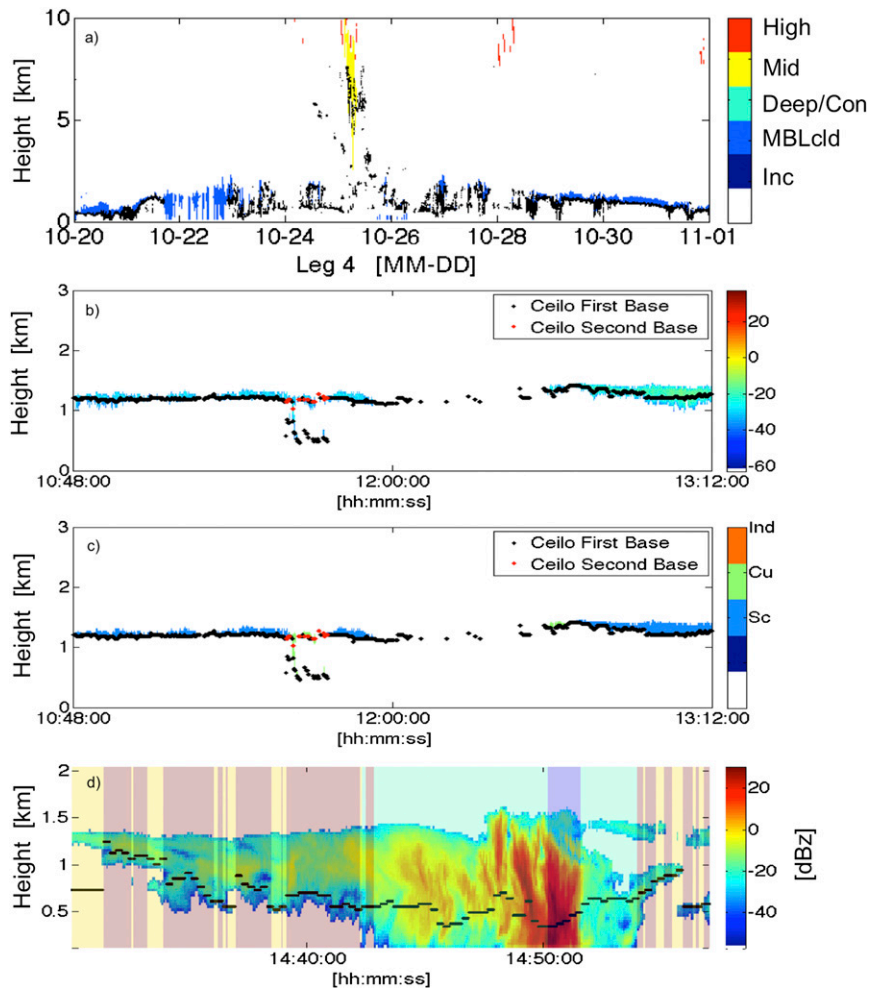 a)
Height [km]
10
5
0
10-20 10-22 10-24 10-26 10-28 10-30 11-01
Leg 4 [MM-DD]
High
Mid
Deep/Con
MBLcld
Inc
b)
Height [km]
3
2
1
0
Ceilo First Base
Ceilo Second Base
10:48:00 12:00:00 13:12:00
[hh:mm:ss]
20
0
-20
-40
-60
c)
Height [km]
3
2
1
0
Ceilo First Base
Ceilo Second Base
10:48:00 12:00:00 13:12:00
[hh:mm:ss]
Ind
Cu
Sc
d)
Height [km]
2
1.5
1
0.5
14:40:00 14:50:00
[hh:mm:ss]
20
0
-20
-40
[dBz]